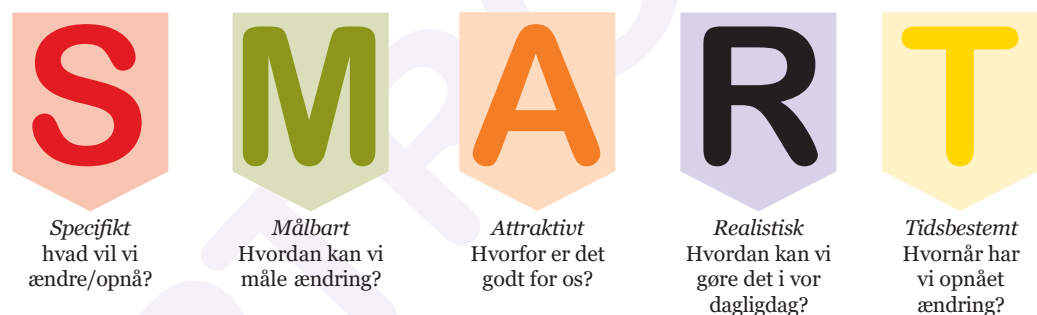 S M A R T
Specifikt
hvad vil vi
ændre/opnå?
Målbart
Hvordan kan vi
måle ændring?
Attraktivt
Hvorfor er det
godt for os?
Realistisk
Hvordan kan vi
gøre det i vor
dagligdag?
Tidsbestemt
Hvornår har
vi opnået
ændring?